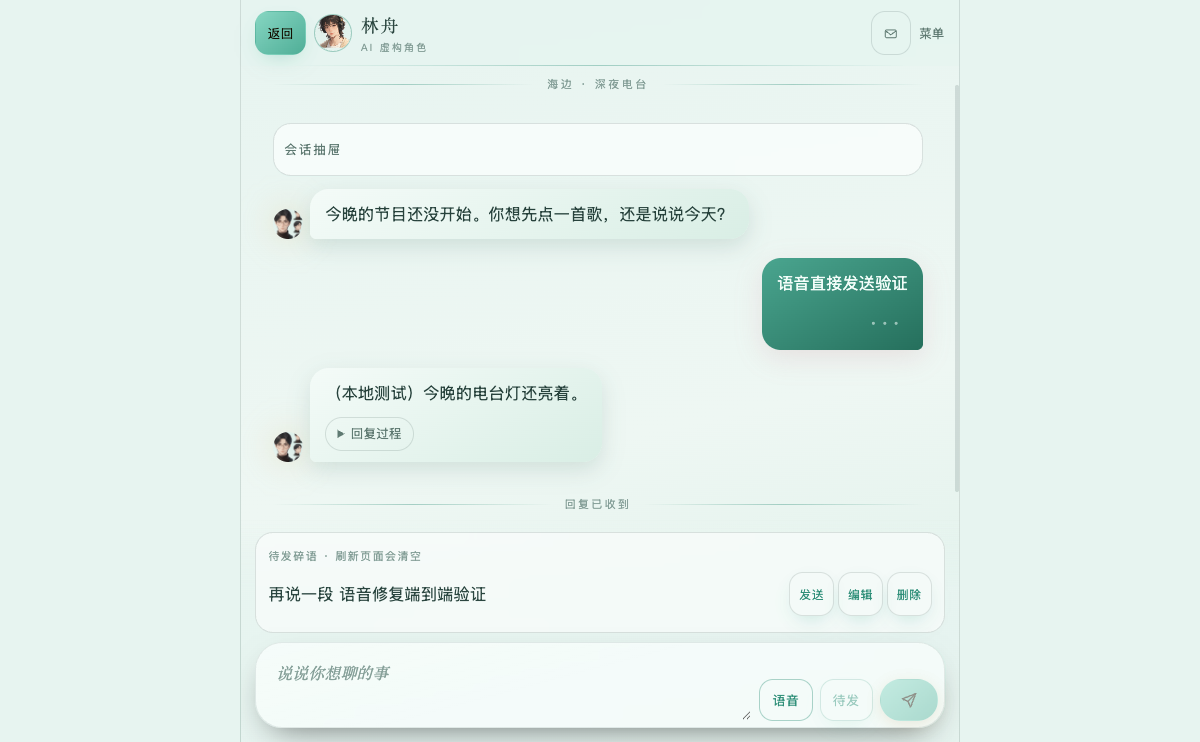 返回
林舟
AI 虚构角色
菜单
海边 · 深夜电台
会话抽屉
今晚的节目还没开始。你想先点一首歌，还是说说今天？
语音直接发送验证
···
（本地测试）今晚的电台灯还亮着。
▶ 回复过程
回复已收到
待发碎语 · 刷新页面会清空
再说一段 语音修复端到端验证
发送
编辑
删除
说说你想聊的事
语音
待发